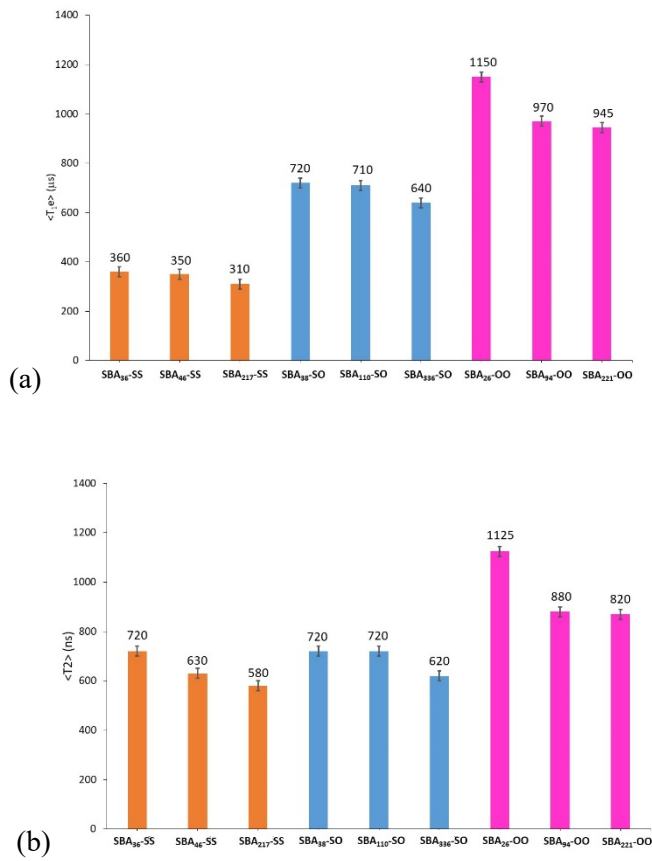 1400
1200
1000
800
600
400
200
0
<T₁e> (μs)
360
350
310
720
710
640
1150
970
945
SBA₃₆-SS
SBA₄₆-SS
SBA₂₁₇-SS
SBA₃₈-SO
SBA₁₁₀-SO
SBA₃₃₆-SO
SBA₂₆-OO
SBA₉₄-OO
SBA₂₂₁-OO
(a)
1400
1200
1000
800
600
400
200
0
<T2> (ns)
720
630
580
720
720
620
1125
880
820
SBA₃₆-SS
SBA₄₆-SS
SBA₂₁₇-SS
SBA₃₈-SO
SBA₁₁₀-SO
SBA₃₃₆-SO
SBA₂₆-OO
SBA₉₄-OO
SBA₂₂₁-OO
(b)